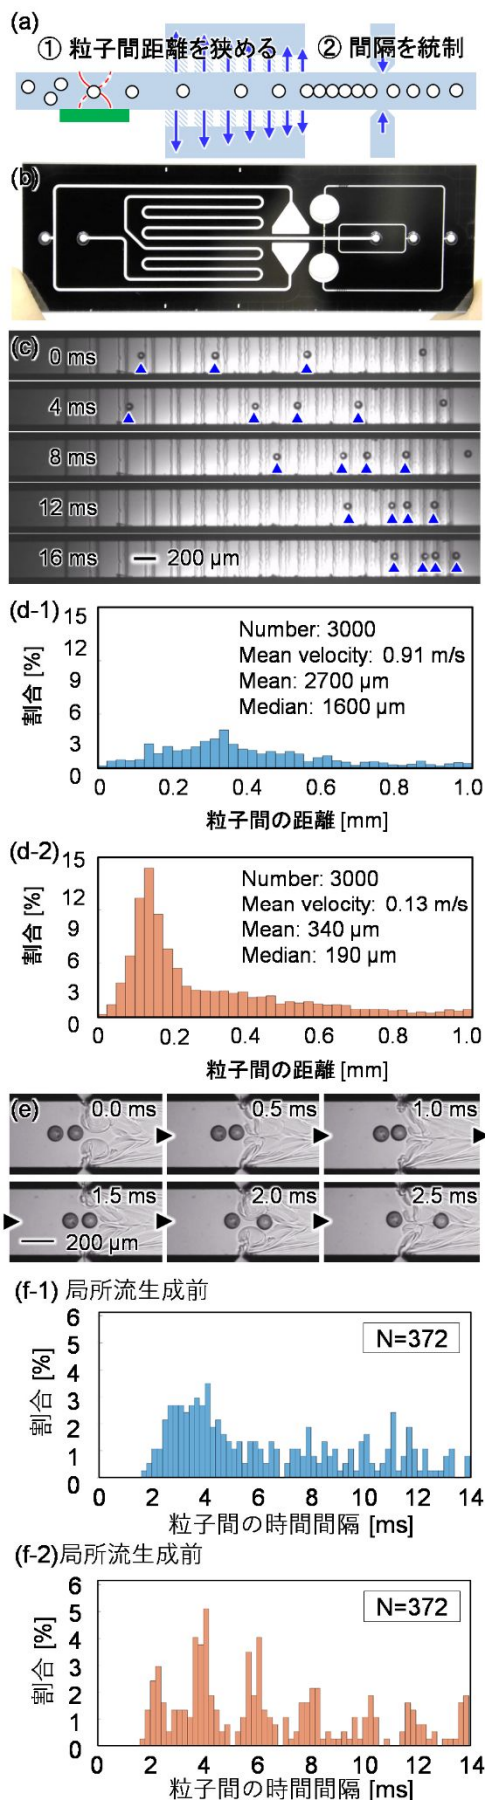 (a)
① 粒子間距離を狭める ② 間隔を統制
(b)
(c)
0 ms
4 ms
8 ms
12 ms
16 ms
200 µm
(d-1)
15
12
9
6
3
0
割合 [%]
Number: 3000
Mean velocity: 0.91 m/s
Mean: 2700 µm
Median: 1600 µm
0 0.2 0.4 0.6 0.8 1.0
粒子間の距離 [mm]
(d-2)
15
12
9
6
3
0
割合 [%]
Number: 3000
Mean velocity: 0.13 m/s
Mean: 340 µm
Median: 190 µm
0 0.2 0.4 0.6 0.8 1.0
粒子間の距離 [mm]
(e)
0.0 ms 0.5 ms 1.0 ms
1.5 ms 2.0 ms 2.5 ms
200 µm
(f-1) 局所流生成前
6
5
4
3
2
1
0
割合 [%]
N=372
0 2 4 6 8 10 12 14
粒子間の時間間隔 [ms]
(f-2)局所流生成前
6
5
4
3
2
1
0
割合 [%]
N=372
0 2 4 6 8 10 12 14
粒子間の時間間隔 [ms]